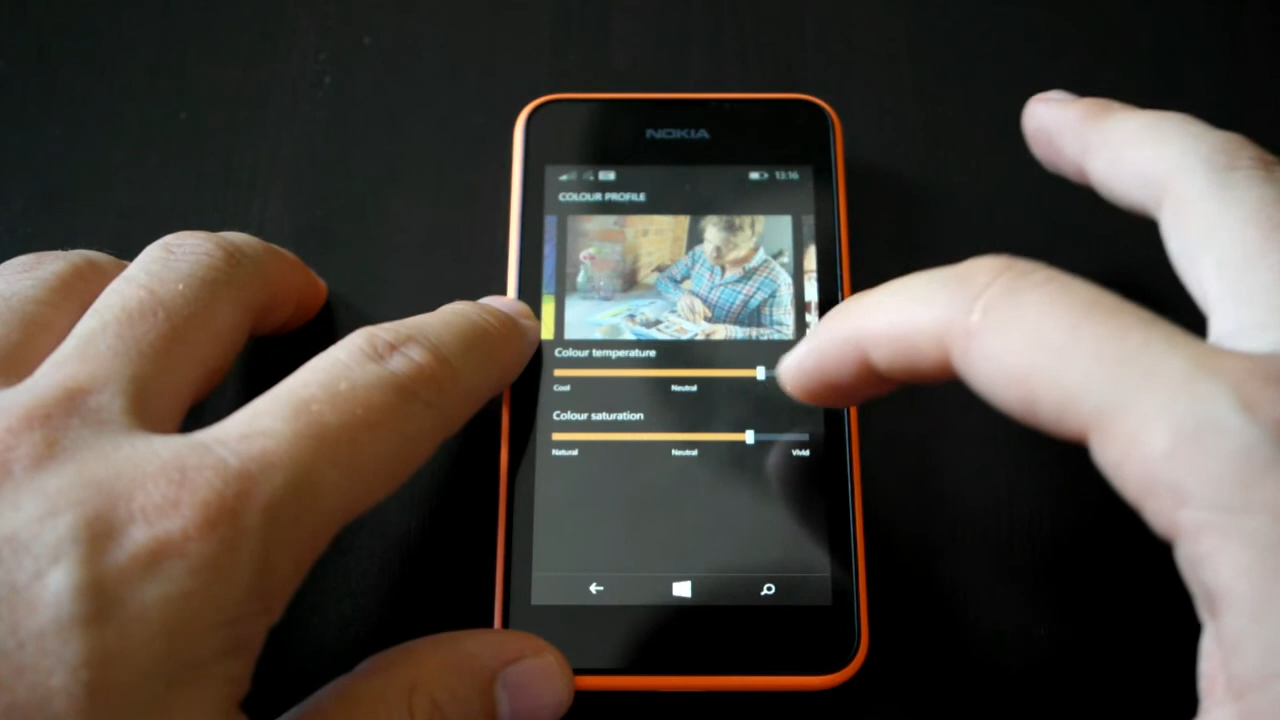 NOKIA
13:16
COLOUR PROFILE
Colour temperature
Cool Neutral
Colour saturation
Natural Neutral Vivid